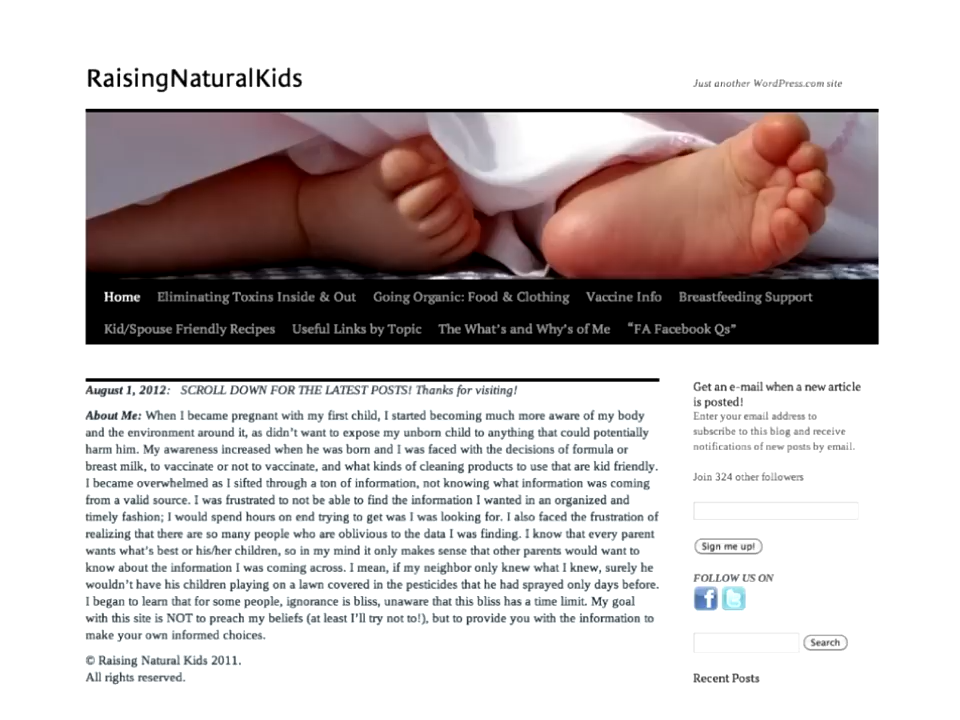 RaisingNaturalKids
Just another WordPress.com site
Home Eliminating Toxins Inside & Out Going Organic: Food & Clothing Vaccine Info Breastfeeding Support
Kid/Spouse Friendly Recipes Useful Links by Topic The What's and Why's of Me "FA Facebook Qs"
August 1, 2012: SCROLL DOWN FOR THE LATEST POSTS! Thanks for visiting!
About Me: When I became pregnant with my first child, I started becoming much more aware of my body
and the environment around it, as didn't want to expose my unborn child to anything that could potentially
harm him. My awareness increased when he was born and I was faced with the decisions of formula or
breast milk, to vaccinate or not to vaccinate, and what kinds of cleaning products to use that are kid friendly.
I became overwhelmed as I sifted through a ton of information, not knowing what information was coming
from a valid source. I was frustrated to not be able to find the information I wanted in an organized and
timely fashion; I would spend hours on end trying to get was I was looking for. I also faced the frustration of
realizing that there are so many people who are oblivious to the data I was finding. I know that every parent
wants what's best or his/her children, so in my mind it only makes sense that other parents would want to
know about the information I was coming across. I mean, if my neighbor only knew what I knew, surely he
wouldn't have his children playing on a lawn covered in the pesticides that he had sprayed only days before.
I began to learn that for some people, ignorance is bliss, unaware that this bliss has a time limit. My goal
with this site is NOT to preach my beliefs (at least I'll try not to!), but to provide you with the information to
make your own informed choices.
© Raising Natural Kids 2011.
All rights reserved.
Get an e-mail when a new article
is posted!
Enter your email address to
subscribe to this blog and receive
notifications of new posts by email.
Join 324 other followers
Sign me up!
FOLLOW US ON
Search
Recent Posts